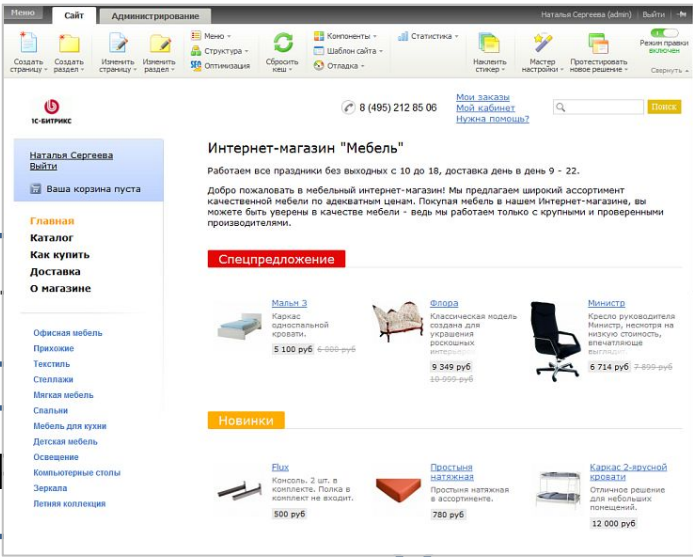 Меню Сайт Администрирование Наталья Сергеева (admin) Выйти
Создать страницу
Создать раздел
Изменить страницу
Изменить раздел
Меню
Структура
Оптимизация
Сбросить кеш
Компоненты
Шаблон сайта
Отладка
Статистика
Наклеить стикер
Мастер настройки
Протестировать новое решение
Режим правки
включен
Свернуть
1С-БИТРИКС
8 (495) 212 85 06
Мои заказы
Мой кабинет
Нужна помощь?
Поиск
Наталья Сергеева
Выйти
Ваша корзина пуста
Главная
Каталог
Как купить
Доставка
О магазине
Офисная мебель
Прихожие
Текстиль
Стеллажи
Мягкая мебель
Спальни
Мебель для кухни
Детская мебель
Освещение
Компьютерные столы
Зеркала
Летняя коллекция
Интернет-магазин "Мебель"
Работаем все праздники без выходных с 10 до 18, доставка день в день 9 - 22.
Добро пожаловать в мебельный интернет-магазин! Мы предлагаем широкий ассортимент
качественной мебели по адекватным ценам. Покупая мебель в нашем Интернет-магазине, вы
можете быть уверены в качестве мебели - ведь мы работаем только с крупными и проверенными
производителями.
Спецпредложение
Мальм 3
Каркас
односпальной
кровати.
5 100 руб 6 000 руб
Флора
Классическая модель
создана для
украшения
роскошных
интерьеров
9 349 руб
10 999 руб
Министр
Кресло руководителя
Министр, несмотря на
низкую стоимость,
впечатляюще
выглядит
6 714 руб 7 899 руб
Новинки
Flux
Консоль. 2 шт. в
комплекте. Полка в
комплект не входит.
500 руб
Простыня
натяжная
Простыня натяжная
в ассортименте.
780 руб
Каркас 2-ярусной
кровати
Отличное решение
для небольших
помещений.
12 000 руб